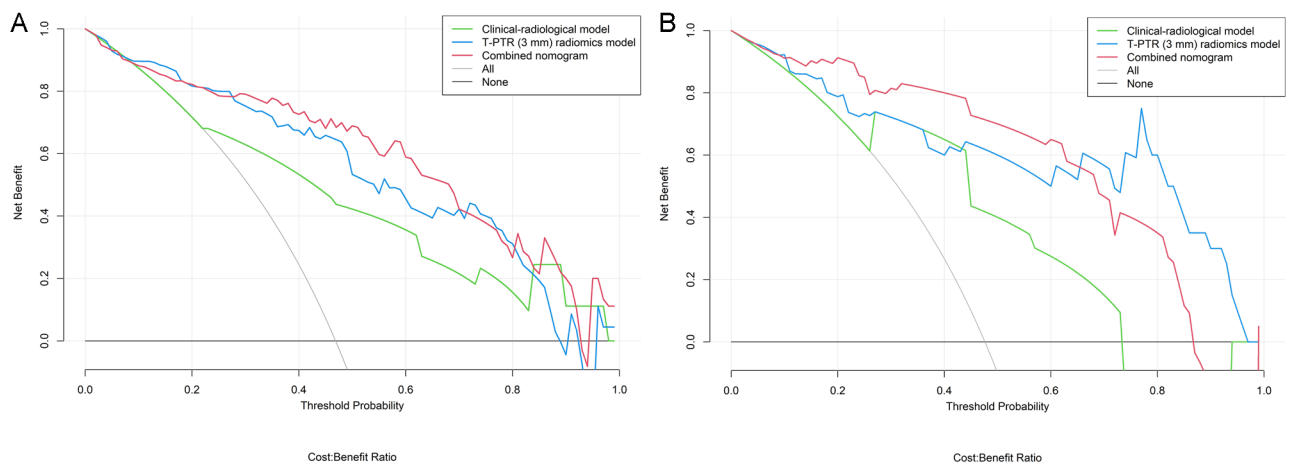 A
Clinical-radiological model
T-PTR (3 mm) radiomics model
Combined nomogram
All
None
Net Benefit
1.0
0.8
0.6
0.4
0.2
0.0
0.0 0.2 0.4 0.6 0.8 1.0
Threshold Probability
Cost:Benefit Ratio
B
Clinical-radiological model
T-PTR (3 mm) radiomics model
Combined nomogram
All
None
Net Benefit
1.0
0.8
0.6
0.4
0.2
0.0
0.0 0.2 0.4 0.6 0.8 1.0
Threshold Probability
Cost:Benefit Ratio